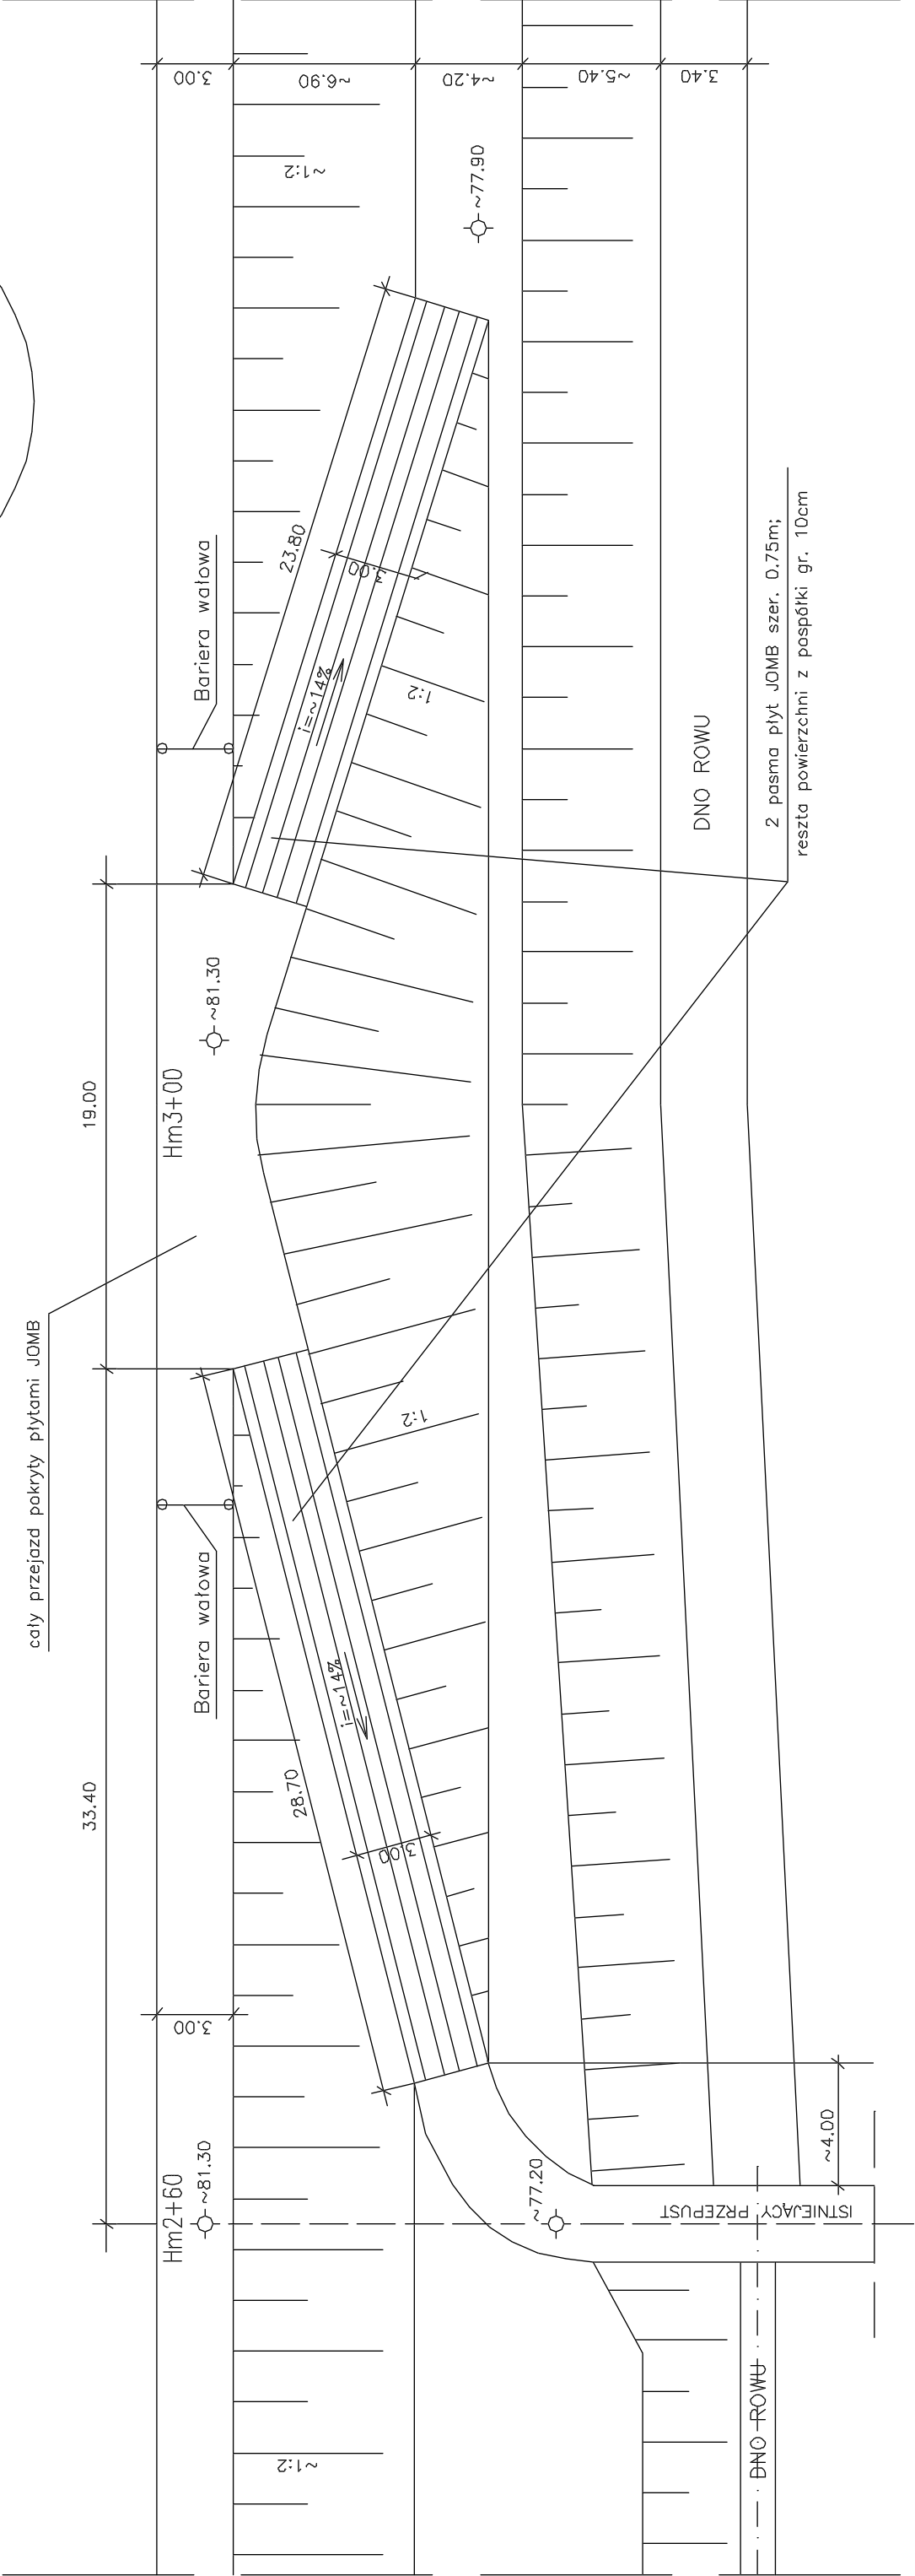 3.00
~6.90
~4.20
~5.40
3.40
~1:2
~77.90
23.80
3.00
Bariera wałowa
i=~14%
1:2
DNO ROWU
2 pasma płyt JOMB szer. 0.75m;
reszta powierzchni z pospółki gr. 10cm
~81.30
19.00
Hm3+00
cały przejazd pokryty płytami JOMB
1:2
Bariera wałowa
i=~14%
28.70
3.00
33.40
3.00
~4.00
Hm2+60
~81.30
~77.20
ISTNIEJACY PRZEPUST
~1:2
DNO ROWU